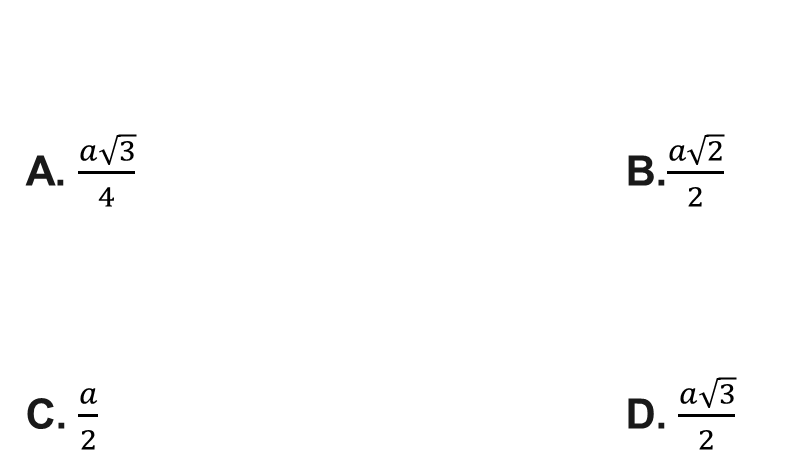 A. a√3/4 B. a√2/2
C. a/2 D. a√3/2